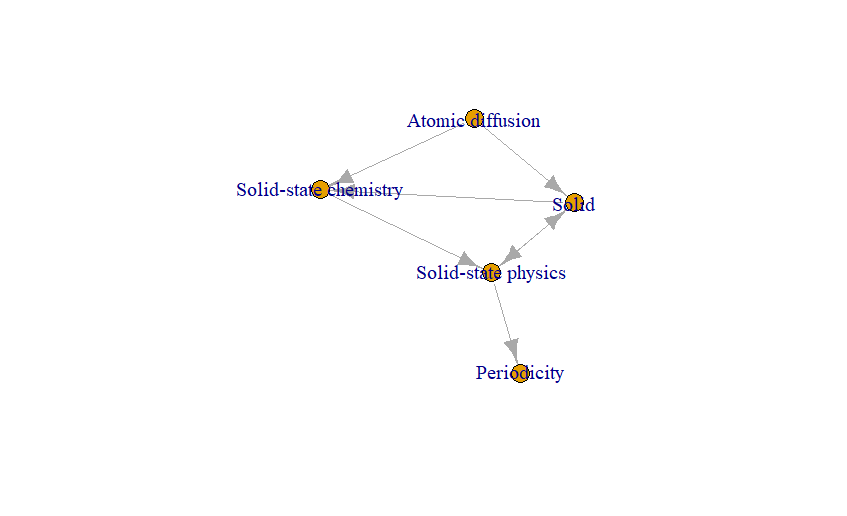 Atomic diffusion
Solid-state chemistry
Solid
Solid-state physics
Periodicity